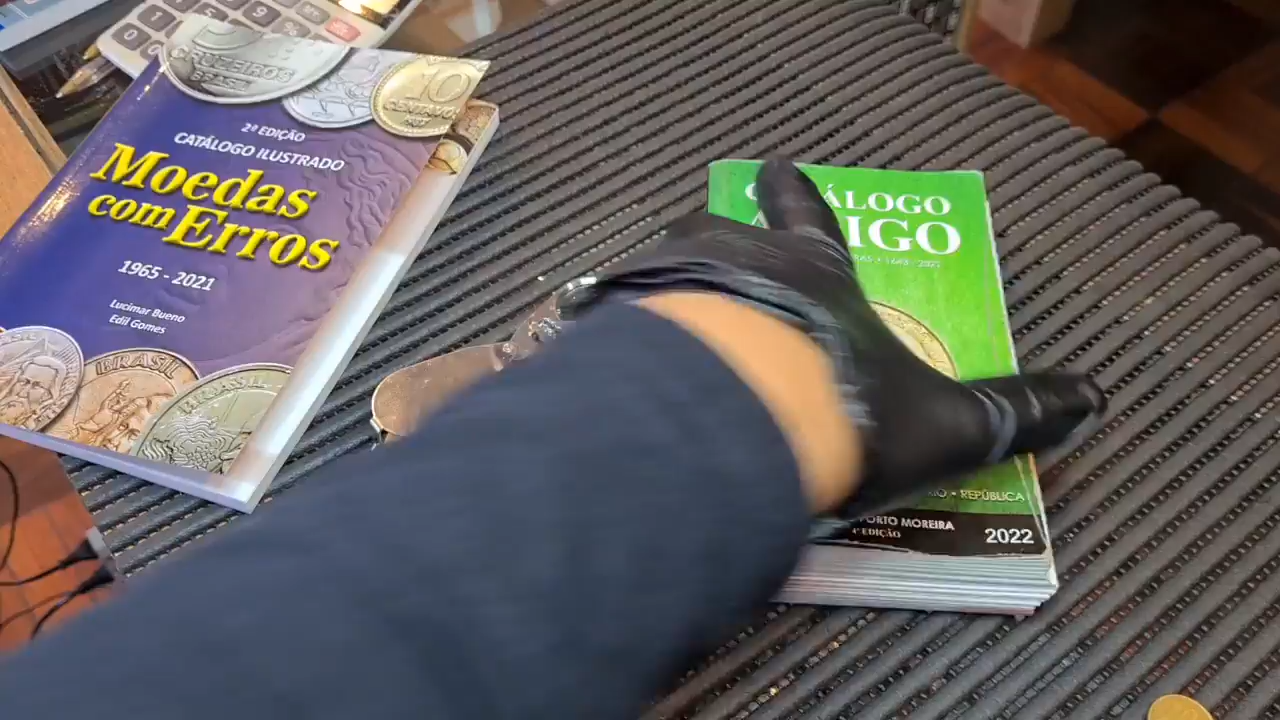 CRUZEIROS
BRASIL
10
CENTAVOS
2ª EDIÇÃO
CATÁLOGO ILUSTRADO
Moedas
com Erros
1965 - 2021
Lucimar Bueno
Edil Gomes
BRASIL
BRASIL
ÁLOGO
IGO
REPÚBLICA
PORTO MOREIRA
EDIÇÃO
2022